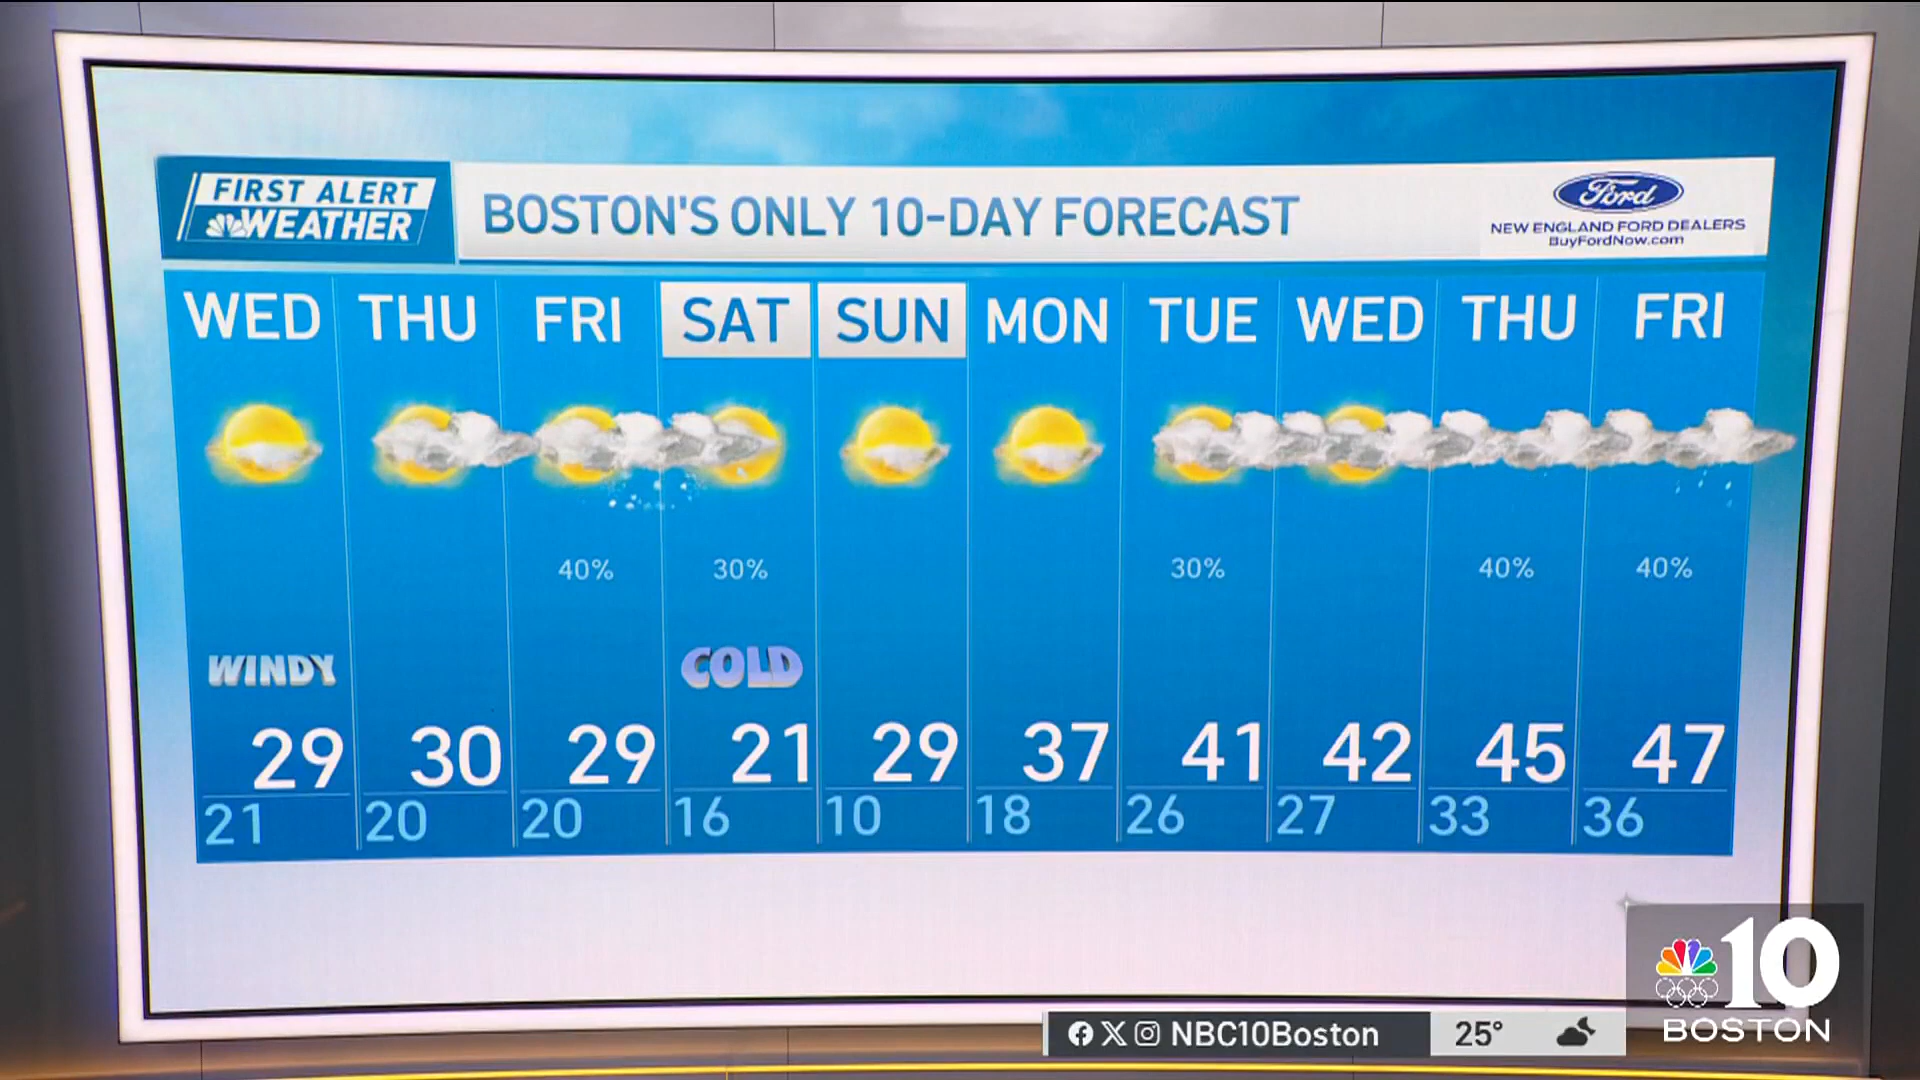 FIRST ALERT
WEATHER
BOSTON'S ONLY 10-DAY FORECAST
Ford
NEW ENGLAND FORD DEALERS
BuyFordNow.com
WED THU FRI SAT SUN MON TUE WED THU FRI
40% 30% 30% 40% 40%
WINDY COLD
29 30 29 21 29 37 41 42 45 47
21 20 20 16 10 18 26 27 33 36
10
BOSTON
NBC10Boston 25°